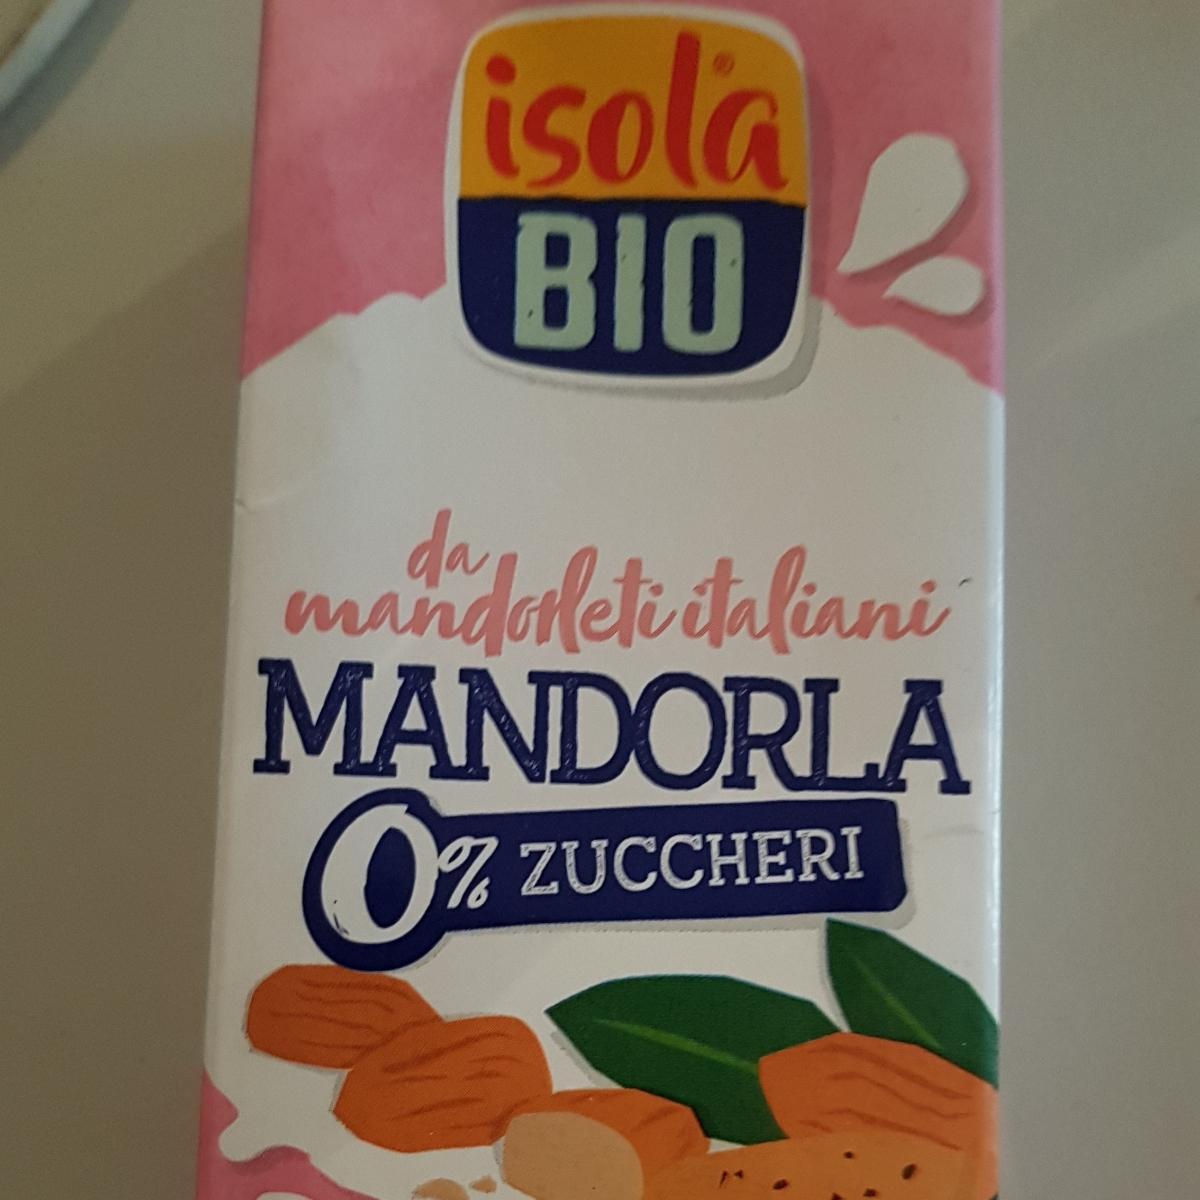 isola®
BIO
da
mandorleti italiani
MANDORLA
0% ZUCCHERI